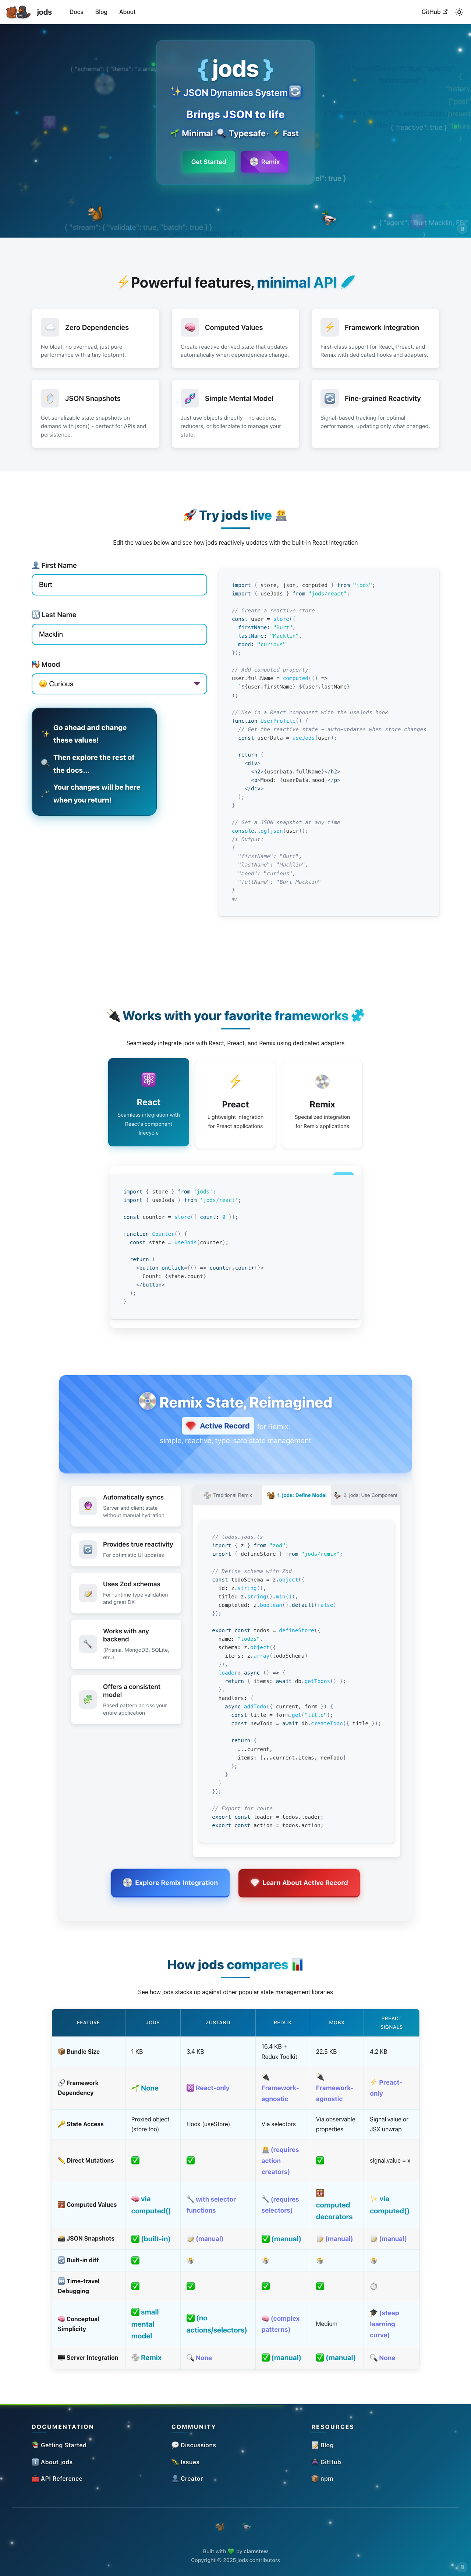 jods
Docs Blog About
GitHub
{ jods }
JSON Dynamics System
Brings JSON to life
Minimal Typesafe Fast
Get Started
Remix
{ "reactive": true }
{ "stream": { "validate": true, "batch": true } }
Powerful features, minimal API
Zero Dependencies
No bloat, no overhead, just pure
performance with a tiny footprint.
Computed Values
Create reactive derived state that updates
automatically when dependencies change.
Framework Integration
First-class support for React, Preact, and
Remix with dedicated hooks and adapters.
JSON Snapshots
Get serializable state snapshots on
demand with json() - perfect for APIs and
persistence.
Simple Mental Model
Just use objects directly - no actions,
reducers, or boilerplate to manage your
state.
Fine-grained Reactivity
Signal-based tracking for optimal
performance, updating only what changed.
Try jods live
Edit the values below and see how jods reactively updates with the built-in React integration
First Name
Burt
Last Name
Macklin
Mood
Curious
Go ahead and change
these values!
Then explore the rest of
the docs...
Your changes will be here
when you return!
import { store, json, computed } from "jods";
import { useJods } from "jods/react";
// Create a reactive store
const user = store({
firstName: "Burt",
lastName: "Macklin",
mood: "curious"
});
// Add computed property
user.fullName = computed(() =>
`${user.firstName} ${user.lastName}`
);
// Use in a React component with the useJods hook
function UserProfile() {
// Get the reactive state – auto-updates when store changes
const userData = useJods(user);
return (
<div>
<h2>{userData.fullName}</h2>
<p>Mood: {userData.mood}</p>
</div>
);
}
// Get a JSON snapshot at any time
console.log(json(user));
/* Output:
{
"firstName": "Burt",
"lastName": "Macklin",
"mood": "curious",
"fullName": "Burt Macklin"
}
*/
Works with your favorite frameworks
Seamlessly integrate jods with React, Preact, and Remix using dedicated adapters
React
Seamless integration with
React's component
lifecycle
Preact
Lightweight integration
for Preact applications
Remix
Specialized integration
for Remix applications
import { store } from 'jods';
import { useJods } from 'jods/react';
const counter = store({ count: 0 });
function Counter() {
const state = useJods(counter);
return (
<button onClick={() => counter.count++}>
Count: {state.count}
</button>
);
}
Remix State, Reimagined
Active Record for Remix:
simple, reactive, type-safe state management
Automatically syncs
Server and client state
without manual hydration
Provides true reactivity
For optimistic UI updates
Uses Zod schemas
For runtime type validation
and great DX
Works with any
backend
(Prisma, MongoDB, SQLite,
etc.)
Offers a consistent
model
Based pattern across your
entire application
Traditional Remix
1. jods: Define Model
2. jods: Use Component
// todos.jods.ts
import { z } from "zod";
import { defineStore } from "jods/remix";
// Define schema with Zod
const todoSchema = z.object({
id: z.string(),
title: z.string().min(1),
completed: z.boolean().default(false)
});
export const todos = defineStore({
name: "todos",
schema: z.object({
items: z.array(todoSchema)
}),
loader: async () => {
return { items: await db.getTodos() };
},
handlers: {
async addTodo({ current, form }) {
const title = form.get("title");
const newTodo = await db.createTodo({ title });
return {
...current,
items: [...current.items, newTodo]
};
}
}
});
// Export for route
export const loader = todos.loader;
export const action = todos.action;
Explore Remix Integration
Learn About Active Record
How jods compares
See how jods stacks up against other popular state management libraries
FEATURE JODS ZUSTAND REDUX MOBX PREACT SIGNALS
Bundle Size 1 KB 3.4 KB 16.4 KB + Redux Toolkit 22.5 KB 4.2 KB
Framework Dependency None React-only Framework-agnostic Framework-agnostic Preact-only
State Access Proxied object (store.foo) Hook (useStore) Via selectors Via observable properties Signal.value or JSX unwrap
Direct Mutations (requires action creators) signal.value = x
Computed Values via computed() with selector functions (requires selectors) computed decorators via computed()
JSON Snapshots (built-in) (manual) (manual) (manual) (manual)
Built-in diff
Time-travel Debugging
Conceptual Simplicity small mental model (no actions/selectors) (complex patterns) Medium (steep learning curve)
Server Integration Remix None (manual) (manual) None
DOCUMENTATION
Getting Started
About jods
API Reference
COMMUNITY
Discussions
Issues
Creator
RESOURCES
Blog
GitHub
npm
Built with by clamstew
Copyright © 2025 jods contributors